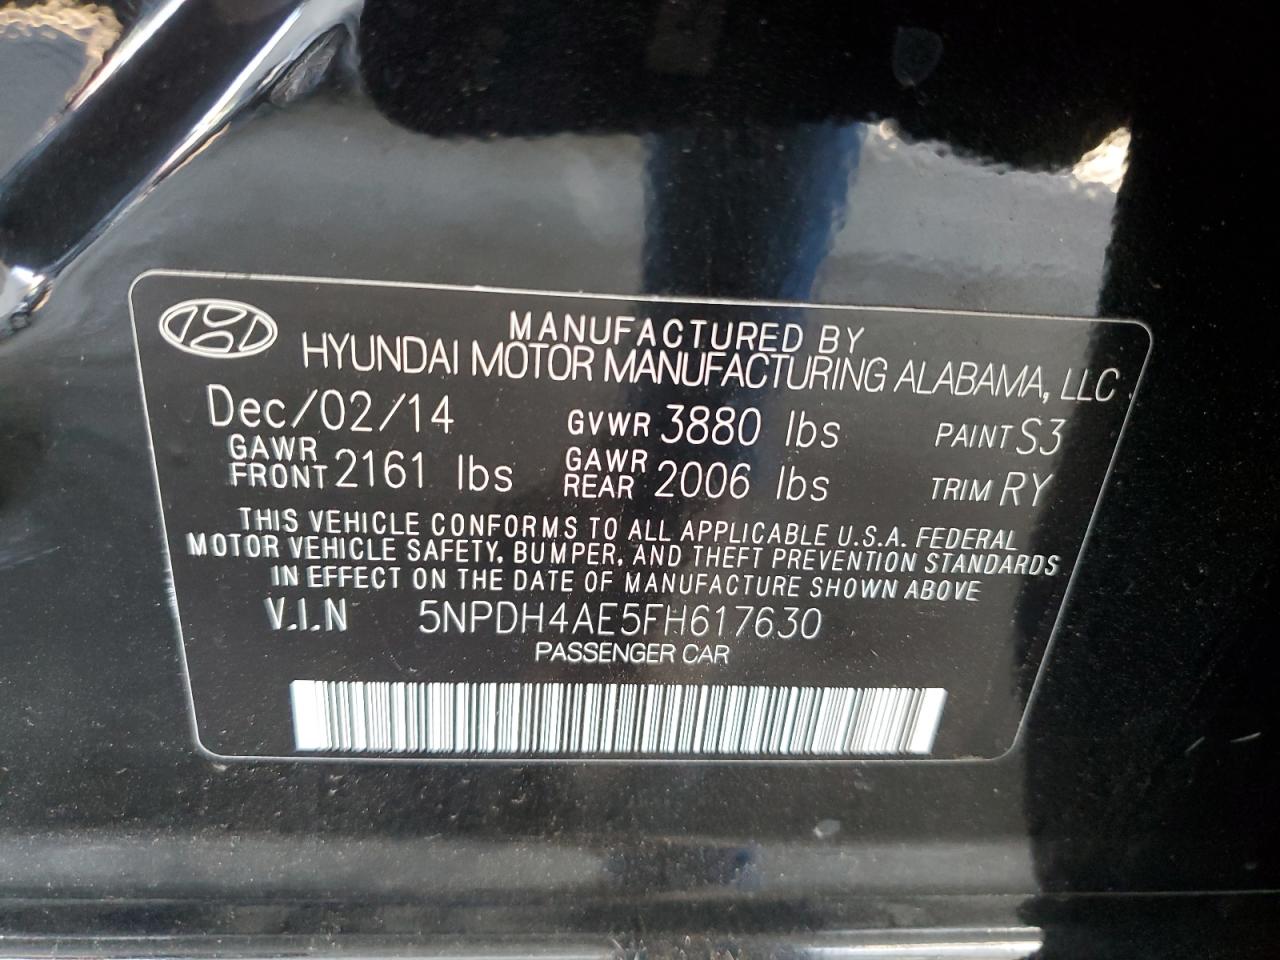 MANUFACTURED BY
HYUNDAI MOTOR MANUFACTURING ALABAMA, LLC
Dec/02/14 GVWR 3880 lbs PAINT S3
GAWR FRONT 2161 lbs GAWR REAR 2006 lbs TRIM RY
THIS VEHICLE CONFORMS TO ALL APPLICABLE U.S.A. FEDERAL
MOTOR VEHICLE SAFETY, BUMPER, AND THEFT PREVENTION STANDARDS
IN EFFECT ON THE DATE OF MANUFACTURE SHOWN ABOVE
V.I.N 5NPDH4AE5FH617630
PASSENGER CAR